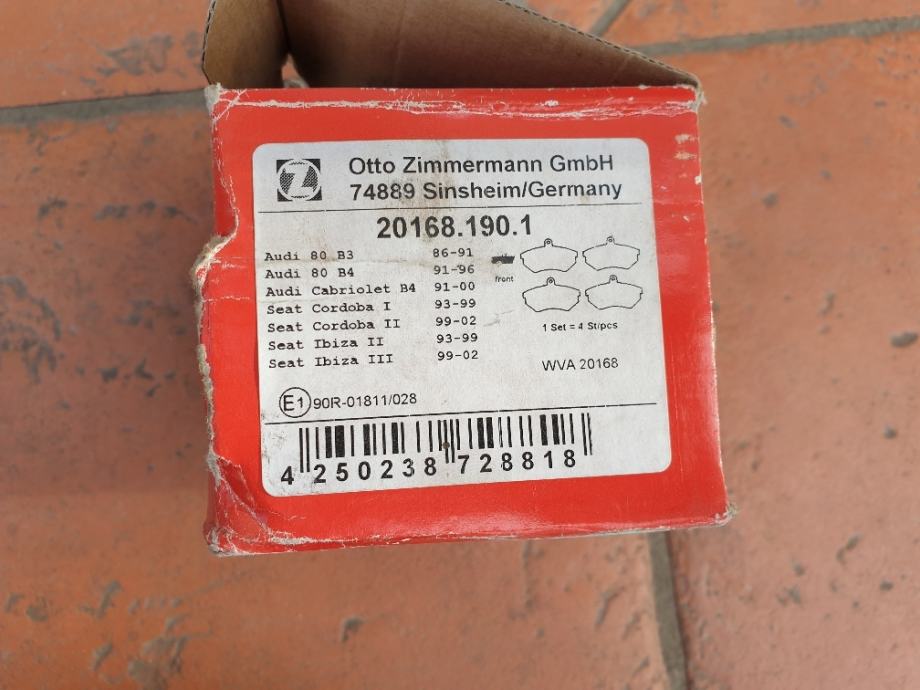 Z
Otto Zimmermann GmbH
74889 Sinsheim/Germany
20168.190.1
Audi 80 B3 86-91
Audi 80 B4 91-96
Audi Cabriolet B4 91-00
Seat Cordoba I 93-99
Seat Cordoba II 99-02
Seat Ibiza II 93-99
Seat Ibiza III 99-02
front
1 Set = 4 St/pcs
WVA 20168
E1 90R-01811/028
4 250238 728818